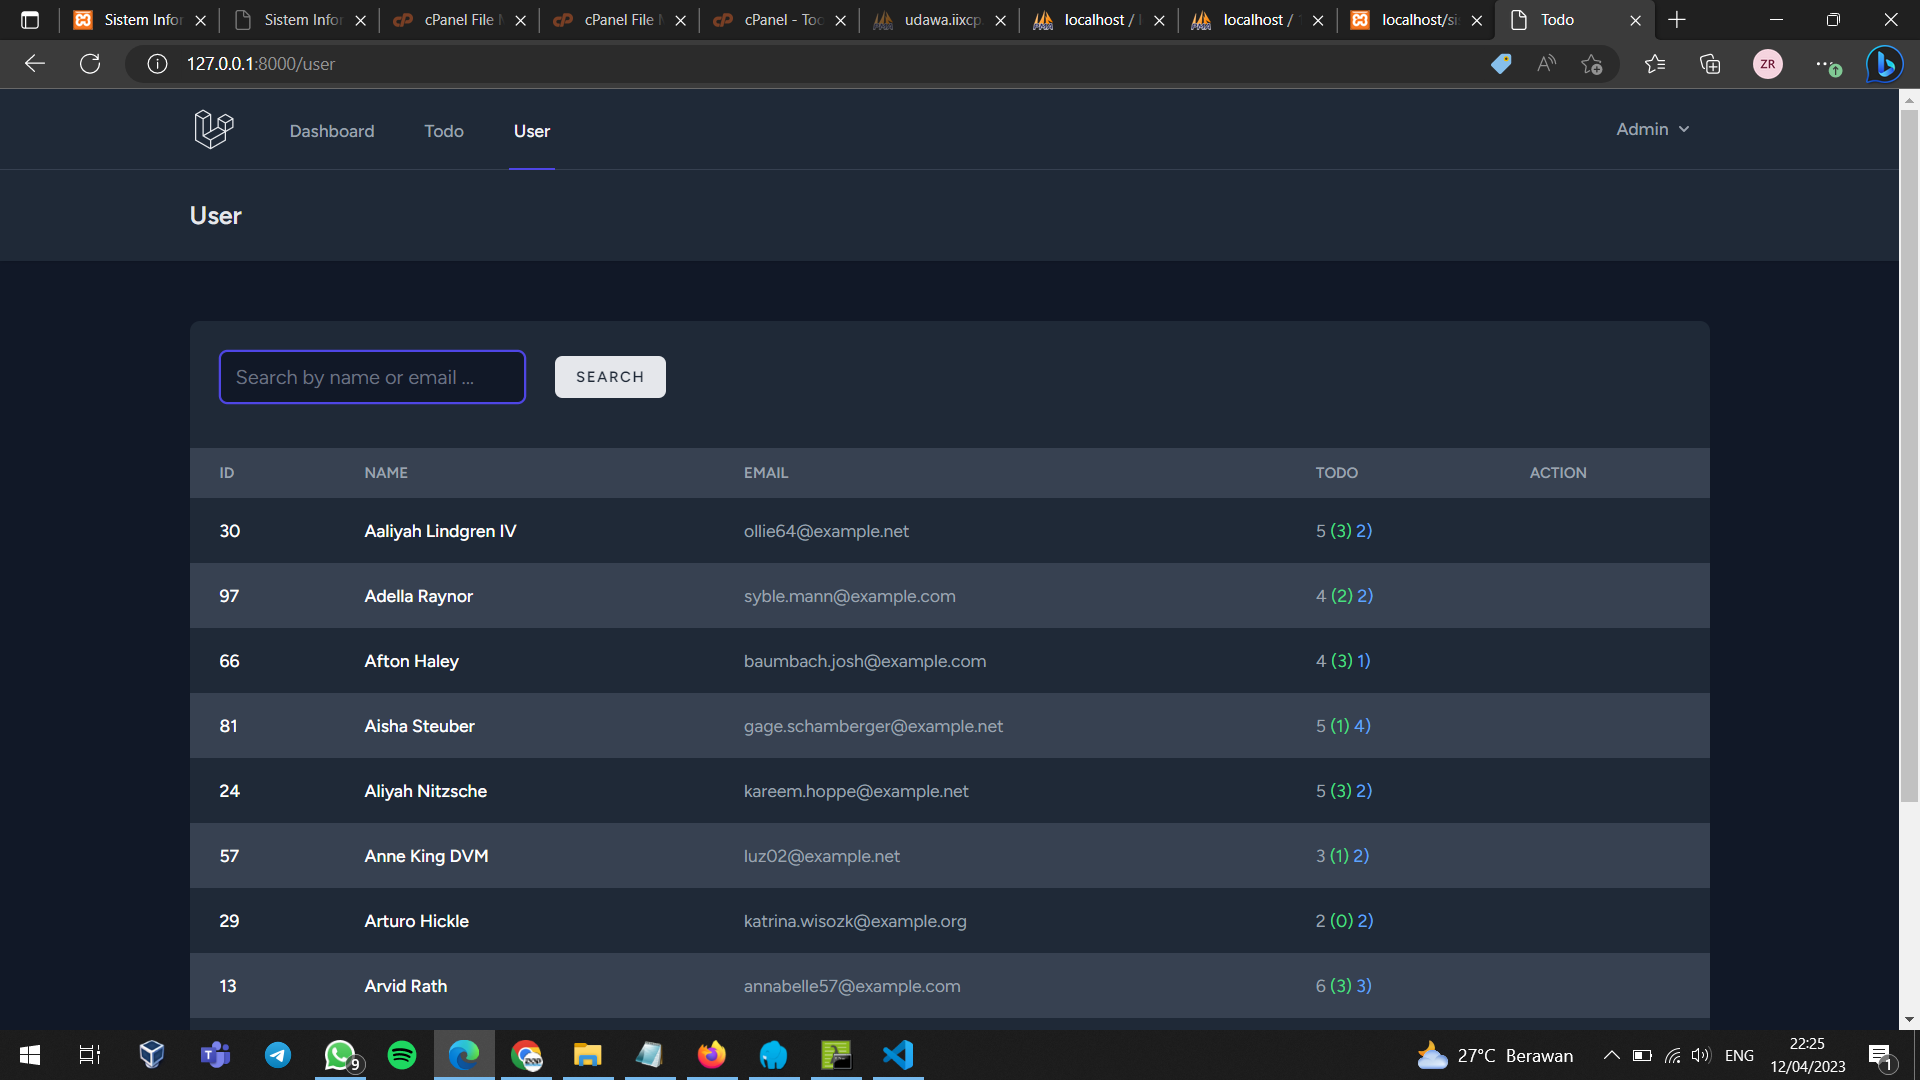 Sistem Infor
Sistem Infor
cPanel File M
cPanel File M
cPanel - Too
udawa.iixcp.
localhost /
localhost /
localhost/si
Todo
127.0.0.1:8000/user
ZR
Dashboard
Todo
User
Admin
User
Search by name or email ...
SEARCH
ID NAME EMAIL TODO ACTION
30 Aaliyah Lindgren IV ollie64@example.net 5 (3) 2)
97 Adella Raynor syble.mann@example.com 4 (2) 2)
66 Afton Haley baumbach.josh@example.com 4 (3) 1)
81 Aisha Steuber gage.schamberger@example.net 5 (1) 4)
24 Aliyah Nitzsche kareem.hoppe@example.net 5 (3) 2)
57 Anne King DVM luz02@example.net 3 (1) 2)
29 Arturo Hickle katrina.wisozk@example.org 2 (0) 2)
13 Arvid Rath annabelle57@example.com 6 (3) 3)
9
27°C Berawan
ENG
22:25
12/04/2023
1